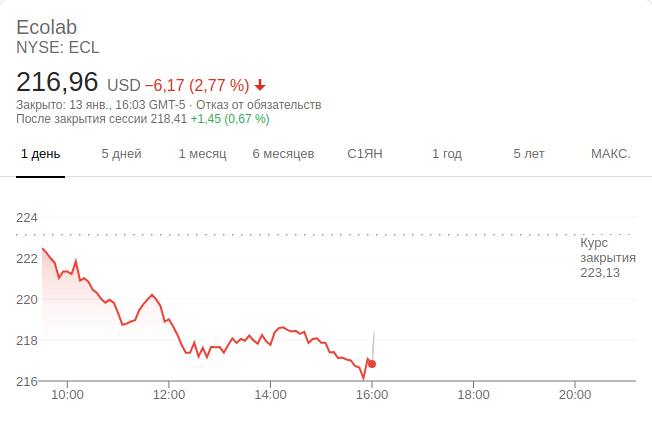 Ecolab
NYSE: ECL
216,96 USD −6,17 (2,77 %)
Закрыто: 13 янв., 16:03 GMT-5 · Отказ от обязательств
После закрытия сессии 218,41 +1,45 (0,67 %)
1 день 5 дней 1 месяц 6 месяцев С1ЯН 1 год 5 лет МАКС.
224
Курс
закрытия
223,13
222
220
218
216
10:00 12:00 14:00 16:00 18:00 20:00